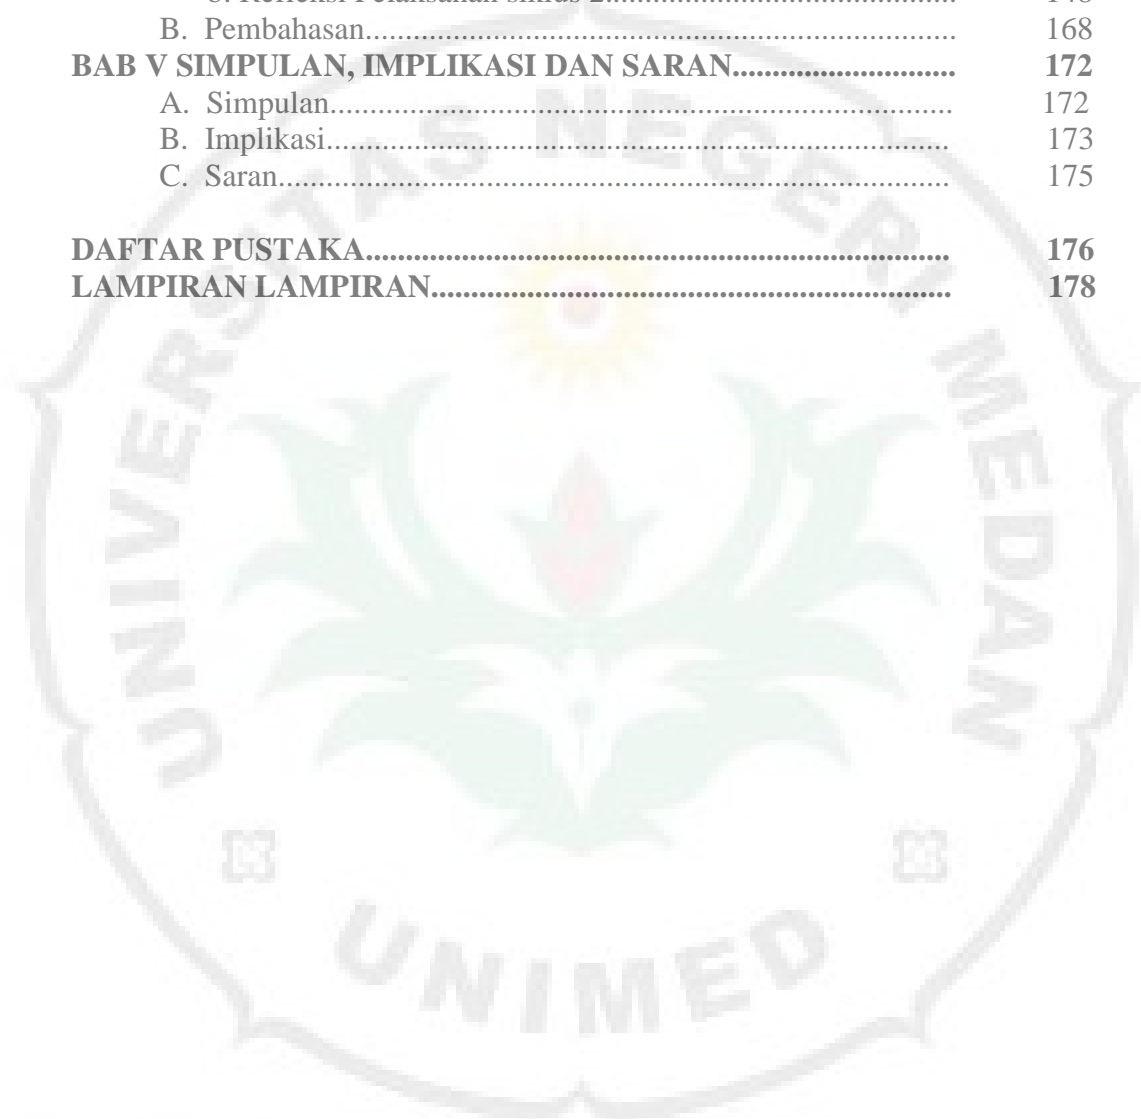 B. Pembahasan........................................................................ 168
BAB V SIMPULAN, IMPLIKASI DAN SARAN........................... 172
A. Simpulan............................................................................ 172
B. Implikasi............................................................................ 173
C. Saran.................................................................................. 175
DAFTAR PUSTAKA....................................................................... 176
LAMPIRAN LAMPIRAN............................................................... 178
UNIVERSITAS NEGERI MEDAN
UNIMED